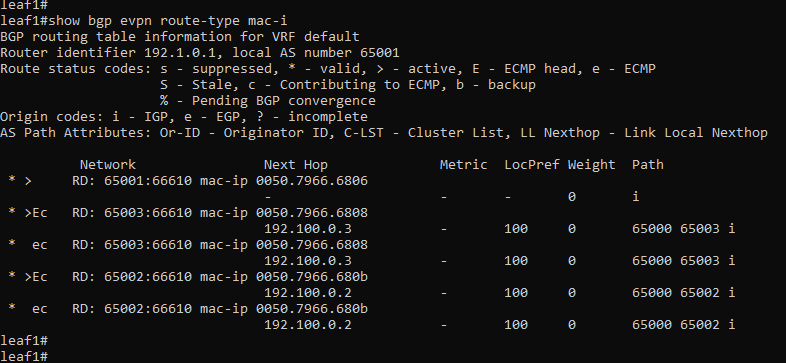 leaf1#
leaf1#show bgp evpn route-type mac-i
BGP routing table information for VRF default
Router identifier 192.1.0.1, local AS number 65001
Route status codes: s - suppressed, * - valid, > - active, E - ECMP head, e - ECMP
                    S - Stale, c - Contributing to ECMP, b - backup
                    % - Pending BGP convergence
Origin codes: i - IGP, e - EGP, ? - incomplete
AS Path Attributes: Or-ID - Originator ID, C-LST - Cluster List, LL Nexthop - Link Local Nexthop

          Network                Next Hop              Metric  LocPref Weight  Path
 * >     RD: 65001:66610 mac-ip 0050.7966.6806
                                 -                     -       -       0       i
 * >Ec   RD: 65003:66610 mac-ip 0050.7966.6808
                                 192.100.0.3           -       100     0       65000 65003 i
 *  ec   RD: 65003:66610 mac-ip 0050.7966.6808
                                 192.100.0.3           -       100     0       65000 65003 i
 * >Ec   RD: 65002:66610 mac-ip 0050.7966.680b
                                 192.100.0.2           -       100     0       65000 65002 i
 *  ec   RD: 65002:66610 mac-ip 0050.7966.680b
                                 192.100.0.2           -       100     0       65000 65002 i
leaf1#
leaf1#